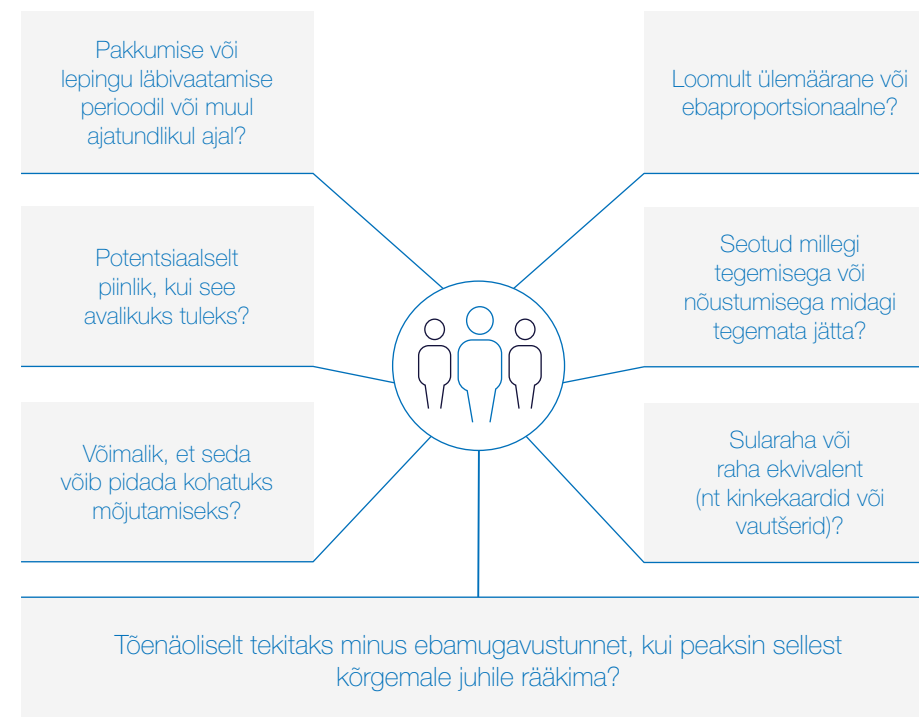 Pakkumise või
lepingu läbivaatamise
perioodil või muul
ajatundlikul ajal?
Loomult ülemäärane või
ebaproportsionaalne?
Potentsiaalselt
piinlik, kui see
avalikuks tuleks?
Seotud millegi
tegemisega või
nõustumisega midagi
tegemata jätta?
Võimalik, et seda
võib pidada kohatuks
mõjutamiseks?
Sularaha või
raha ekvivalent
(nt kinkekaardid või
vautšerid)?
Tõenäoliselt tekitaks minus ebamugavustunnet, kui peaksin sellest
kõrgemale juhile rääkima?